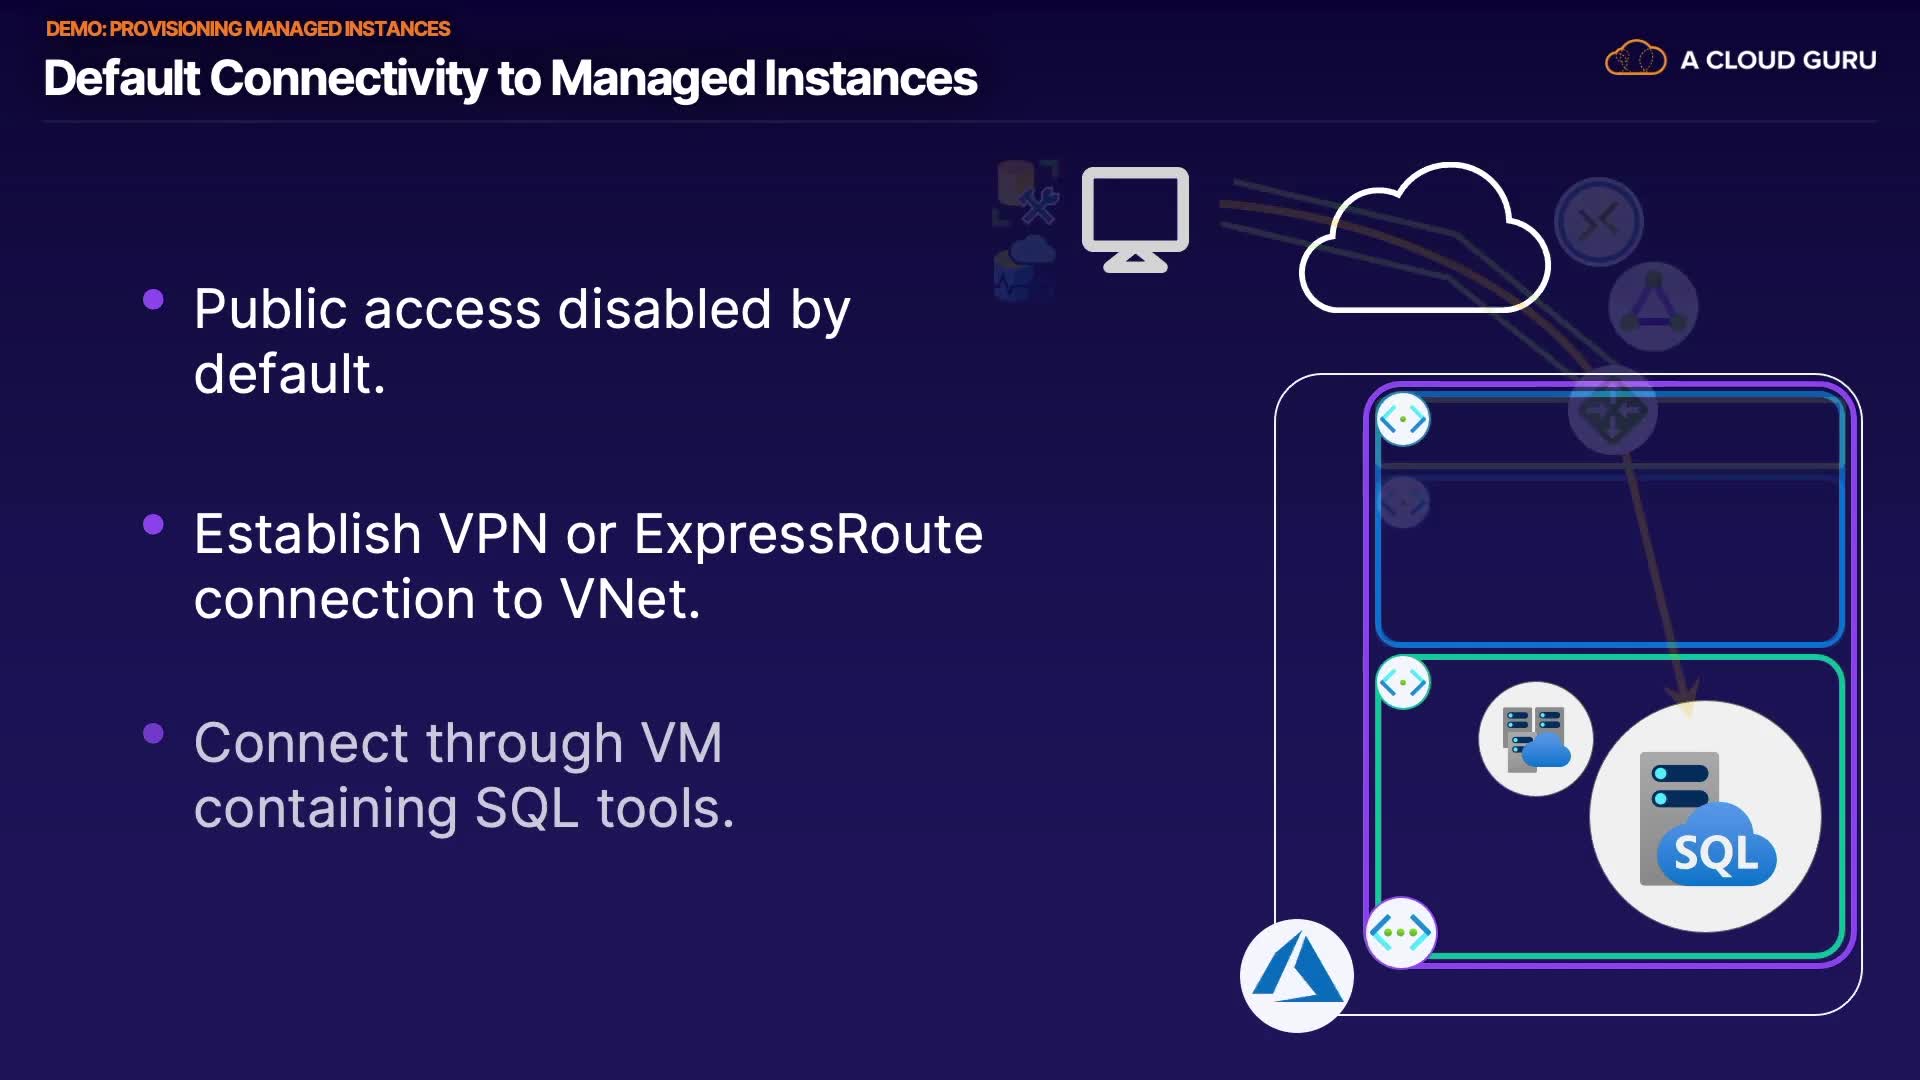 DEMO: PROVISIONING MANAGED INSTANCES
Default Connectivity to Managed Instances
A CLOUD GURU
Public access disabled by
default.
Establish VPN or ExpressRoute
connection to VNet.
Connect through VM
containing SQL tools.
SQL